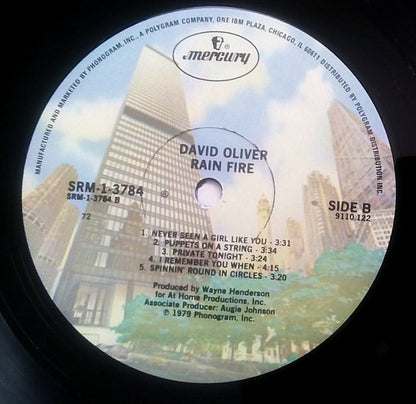 MANUFACTURED AND MARKETED BY PHONOGRAM, INC., A POLYGRAM COMPANY, ONE IBM PLAZA, CHICAGO, IL 60611 DISTRIBUTED BY POLYGRAM DISTRIBUTION INC.
mercury
DAVID OLIVER
RAIN FIRE
SRM-1-3784
SRM-1-3784 B
72
SIDE B
9110.122
1. NEVER SEEN A GIRL LIKE YOU - 3:31
2. PUPPETS ON A STRING - 3:34
3. PRIVATE TONIGHT - 3:24
4. I REMEMBER YOU WHEN - 4:15
5. SPINNIN' ROUND IN CIRCLES - 3:20
Produced by Wayne Henderson
for At Home Productions, Inc.
Associate Producer: Augie Johnson
℗ 1979 Phonogram, Inc.